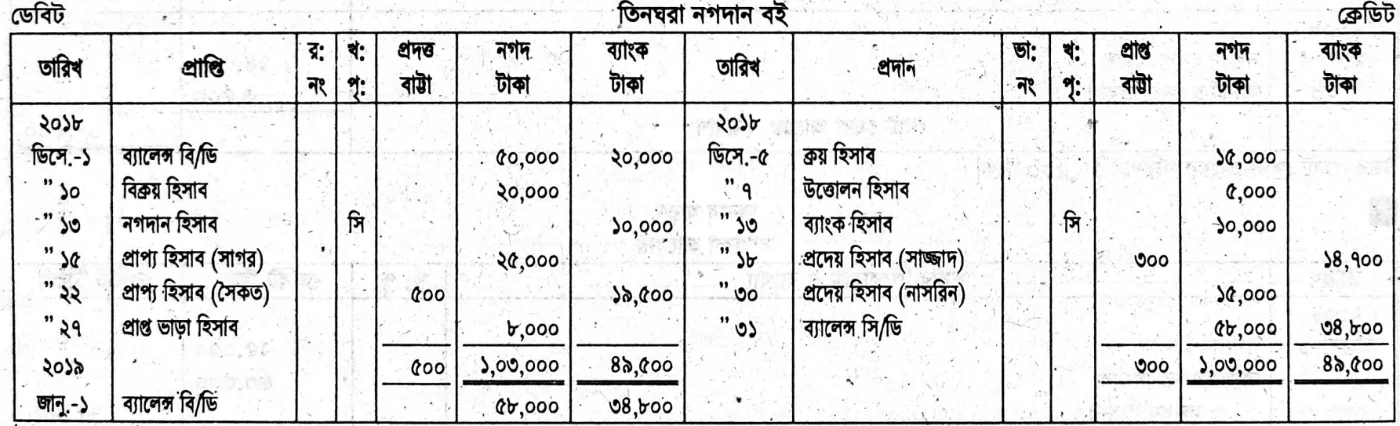 ডেবিট তিনঘরা নগদান বই ক্রেডিট
তারিখ প্রাপ্তি র: নং খ: পৃ: প্রদত্ত বাট্টা নগদ টাকা ব্যাংক টাকা তারিখ প্রদান ভা: নং খ: পৃ: প্রাপ্ত বাট্টা নগদ টাকা ব্যাংক টাকা
২০১৮ ২০১৮
ডিসে.-১ ব্যালেন্স বি/ডি ৫০,০০০ ২০,০০০ ডিসে.-৫ ক্রয় হিসাব ১৫,০০০
" ১০ বিক্রয় হিসাব ২০,০০০ " ৭ উত্তোলন হিসাব ৫,০০০
" ১৩ নগদান হিসাব সি ১০,০০০ " ১৩ ব্যাংক হিসাব সি ১০,০০০
" ১৫ প্রাপ্য হিসাব (সাগর) ২৫,০০০ " ১৮ প্রদেয় হিসাব (সাজ্জাদ) ৩০০ ১৪,৭০০
" ২২ প্রাপ্য হিসাব (সৈকত) ৫০০ ১৯,৫০০ " ৩০ প্রদেয় হিসাব (নাসরিন) ১৫,০০০
" ২৭ প্রাপ্ত ভাড়া হিসাব ৮,০০০ " ৩১ ব্যালেন্স সি/ডি ৫৮,০০০ ৩৪,৮০০
২০১৯ ৫০০ ১,০৩,০০০ ৪৯,৫০০ ৩০০ ১,০৩,০০০ ৪৯,৫০০
জানু.-১ ব্যালেন্স বি/ডি ৫৮,০০০ ৩৪,৮০০